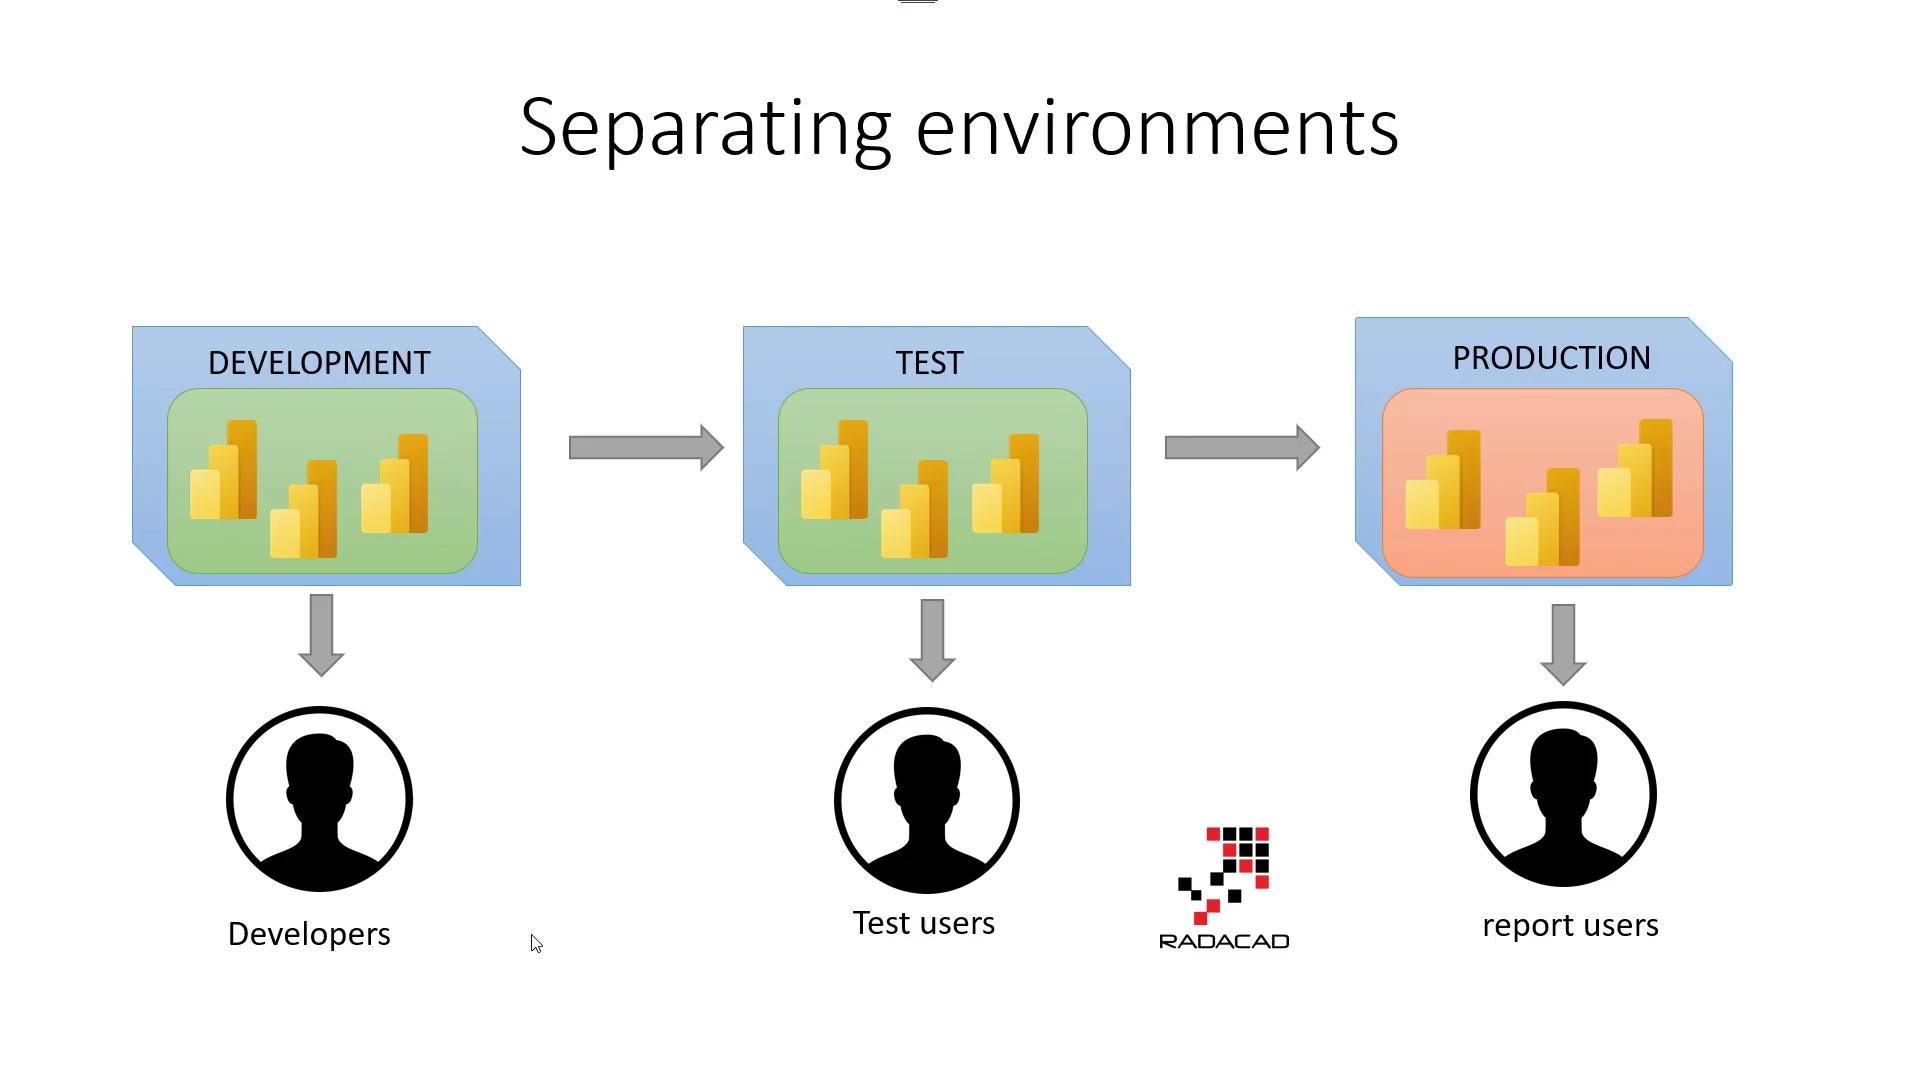 Separating environments
DEVELOPMENT
TEST
PRODUCTION
Developers
Test users
RADACAD
report users